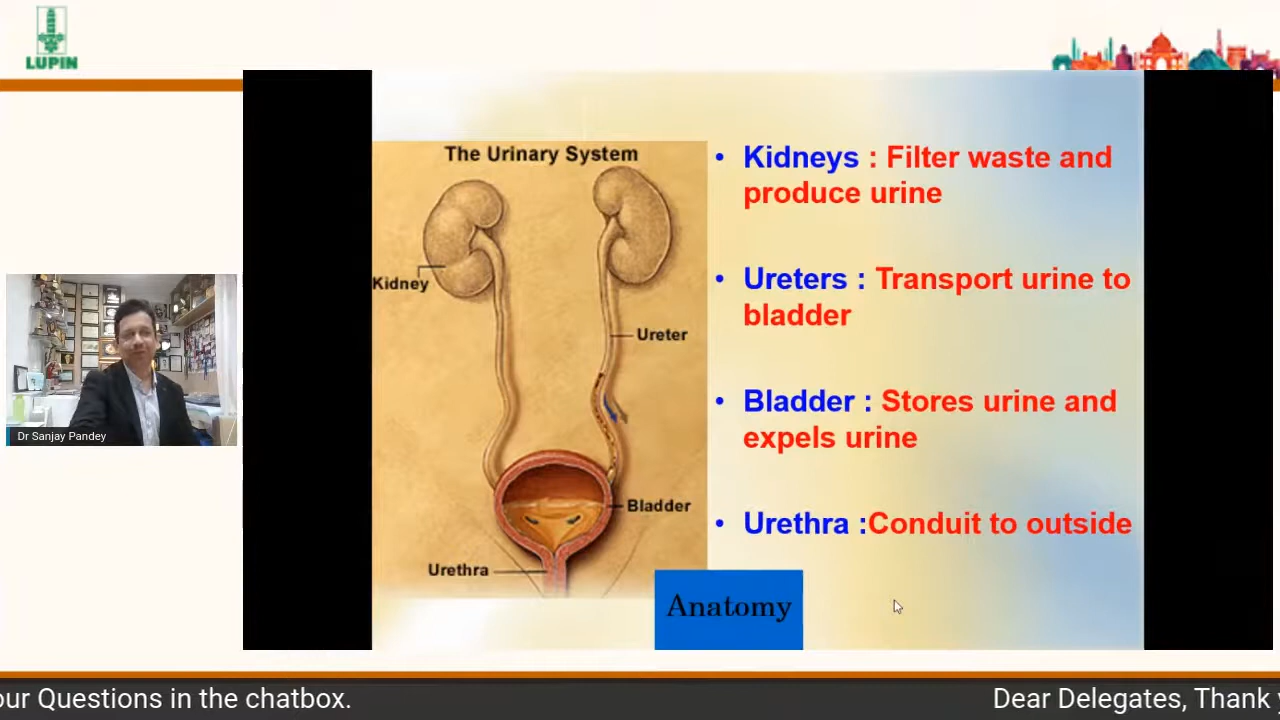 LUPIN
The Urinary System
Kidney
Ureter
Bladder
Urethra
• Kidneys : Filter waste and
produce urine
• Ureters : Transport urine to
bladder
• Bladder : Stores urine and
expels urine
• Urethra :Conduit to outside
Anatomy
Dr Sanjay Pandey
our Questions in the chatbox.
Dear Delegates, Thank